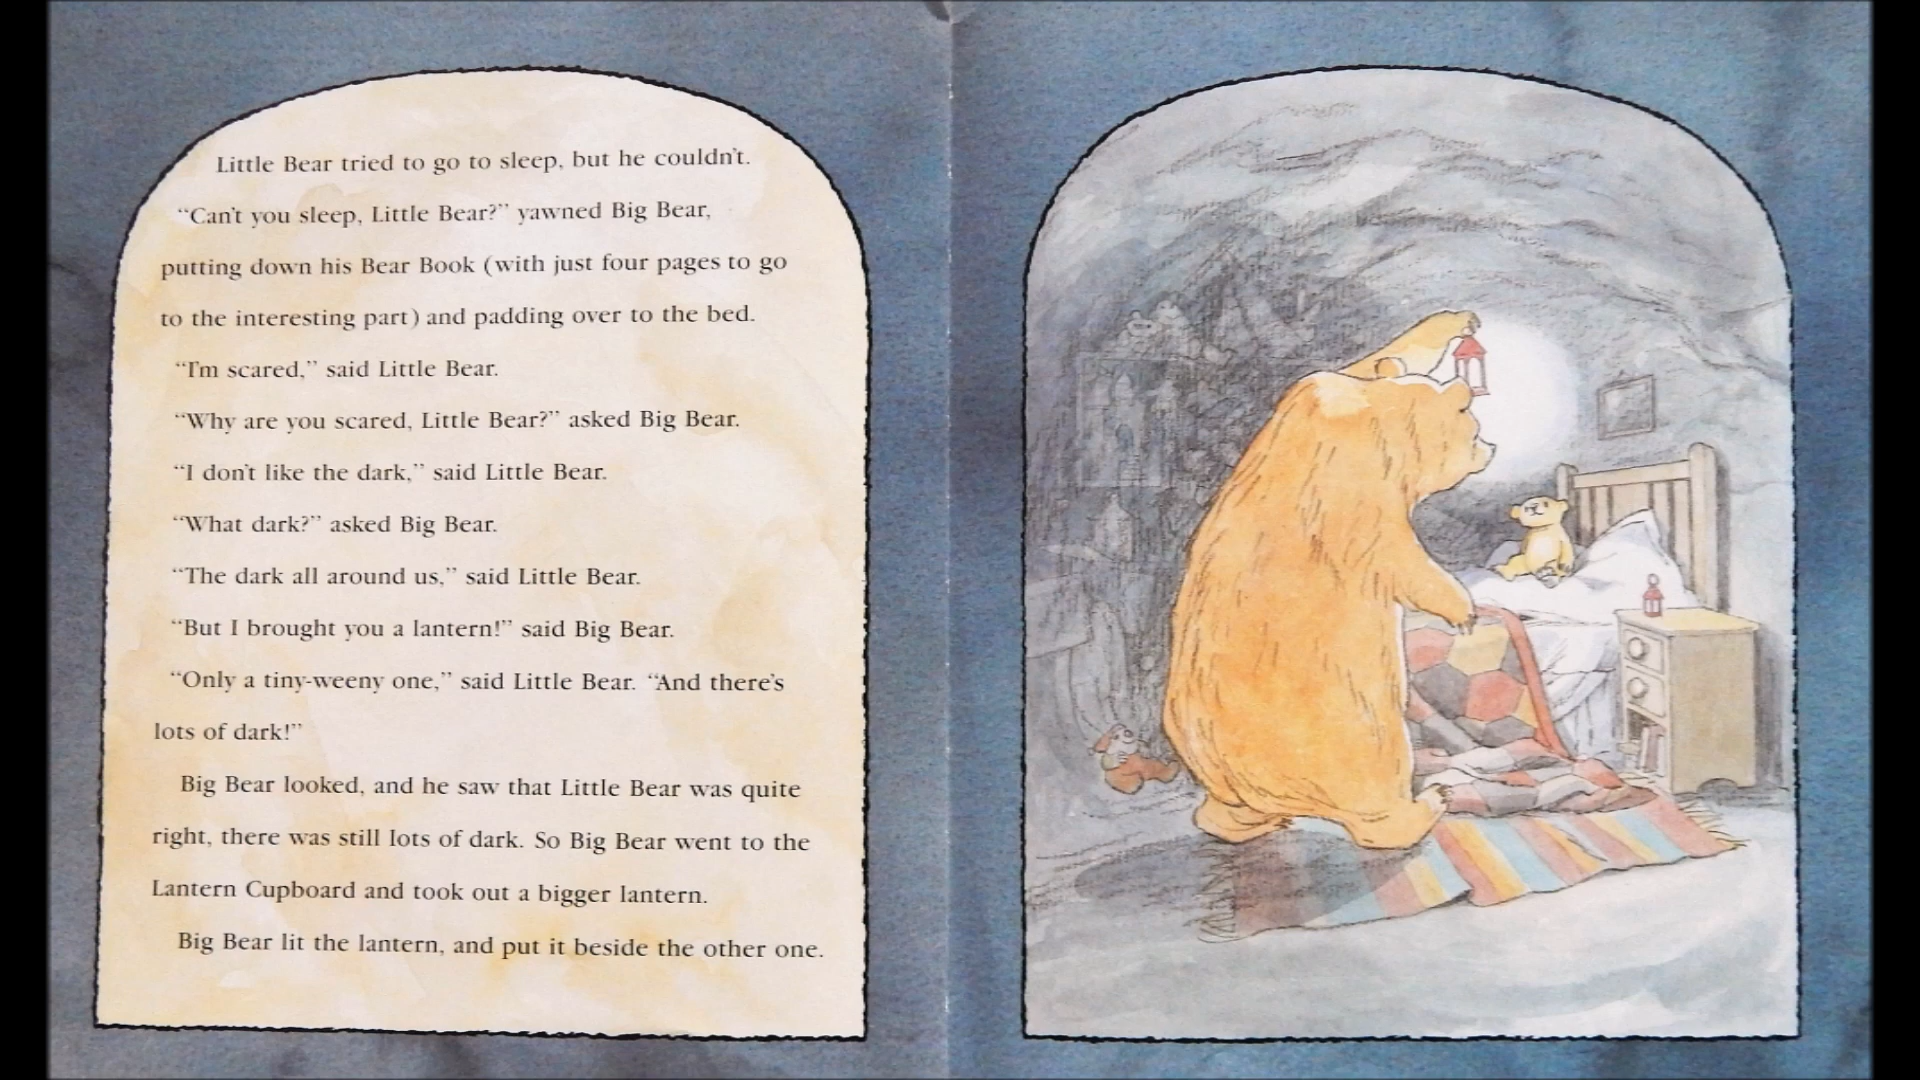 Little Bear tried to go to sleep, but he couldn't.
“Can't you sleep, Little Bear?” yawned Big Bear,
putting down his Bear Book (with just four pages to go
to the interesting part) and padding over to the bed.
“I'm scared,” said Little Bear.
“Why are you scared, Little Bear?” asked Big Bear.
“I don't like the dark,” said Little Bear.
“What dark?” asked Big Bear.
“The dark all around us,” said Little Bear.
“But I brought you a lantern!” said Big Bear.
“Only a tiny-weeny one,” said Little Bear. “And there's
lots of dark!”
Big Bear looked, and he saw that Little Bear was quite
right, there was still lots of dark. So Big Bear went to the
Lantern Cupboard and took out a bigger lantern.
Big Bear lit the lantern, and put it beside the other one.